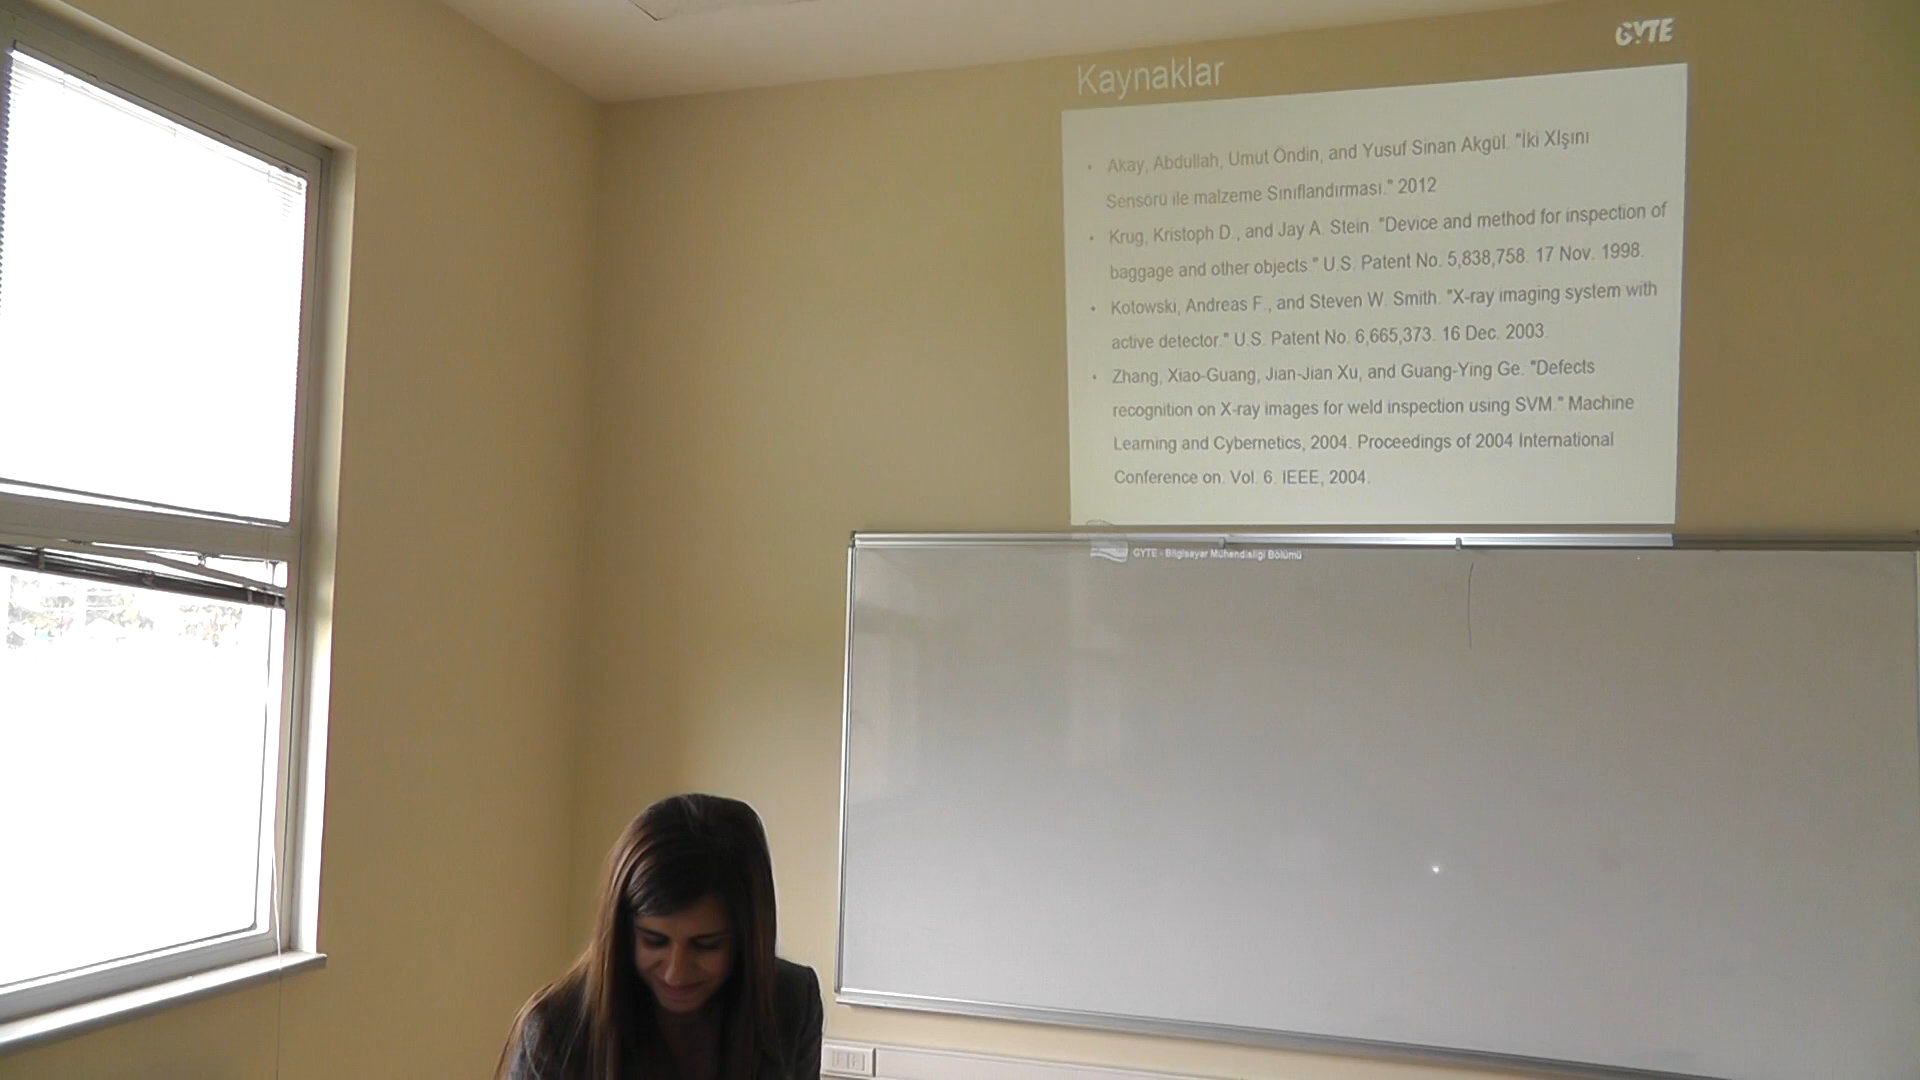 GYTE
Kaynaklar
• Akay, Abdullah, Umut Öndin, and Yusuf Sinan Akgül. "İki XIşını
Sensörü ile malzeme Sınıflandırması." 2012
• Krug, Kristoph D., and Jay A. Stein. "Device and method for inspection of
baggage and other objects." U.S. Patent No. 5,838,758. 17 Nov. 1998.
• Kotowski, Andreas F., and Steven W. Smith. "X-ray imaging system with
active detector." U.S. Patent No. 6,665,373. 16 Dec. 2003.
• Zhang, Xiao-Guang, Jian-Jian Xu, and Guang-Ying Ge. "Defects
recognition on X-ray images for weld inspection using SVM." Machine
Learning and Cybernetics, 2004. Proceedings of 2004 International
Conference on. Vol. 6. IEEE, 2004.
GYTE - Bilgisayar Mühendisliği Bölümü